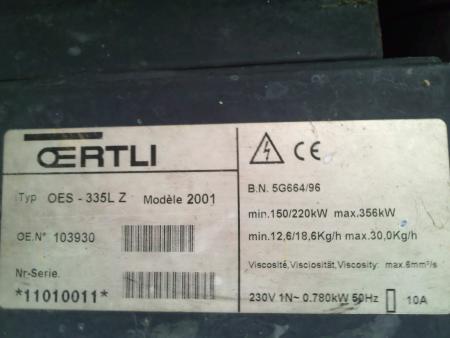 ŒRTLI
Typ OES - 335L Z Modèle 2001
OE.N° 103930
Nr-Serie.
*11010011*
CE
B.N. 5G664/96
min.150/220kW max.356kW
min.12,6/18,6Kg/h max.30,0Kg/h
Viscosité,Visciosität,Viscosity: max.6mm²/s
230V 1N~ 0.780kW 50Hz 10A